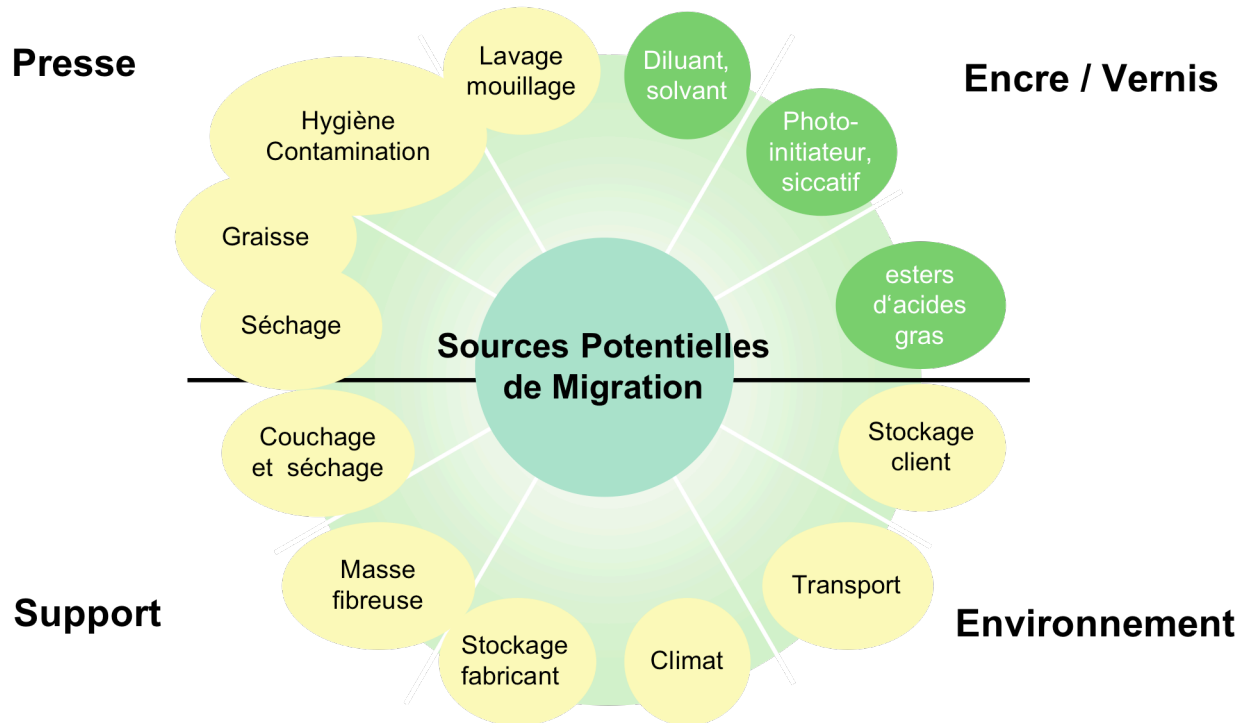 Presse
Lavage
mouillage
Diluant,
solvant
Encre / Vernis
Hygiène
Contamination
Photo-
initiateur,
siccatif
Graisse
esters
d‘acides
gras
Séchage
Sources Potentielles
de Migration
Couchage
et séchage
Stockage
client
Masse
fibreuse
Transport
Support
Environnement
Stockage
fabricant
Climat